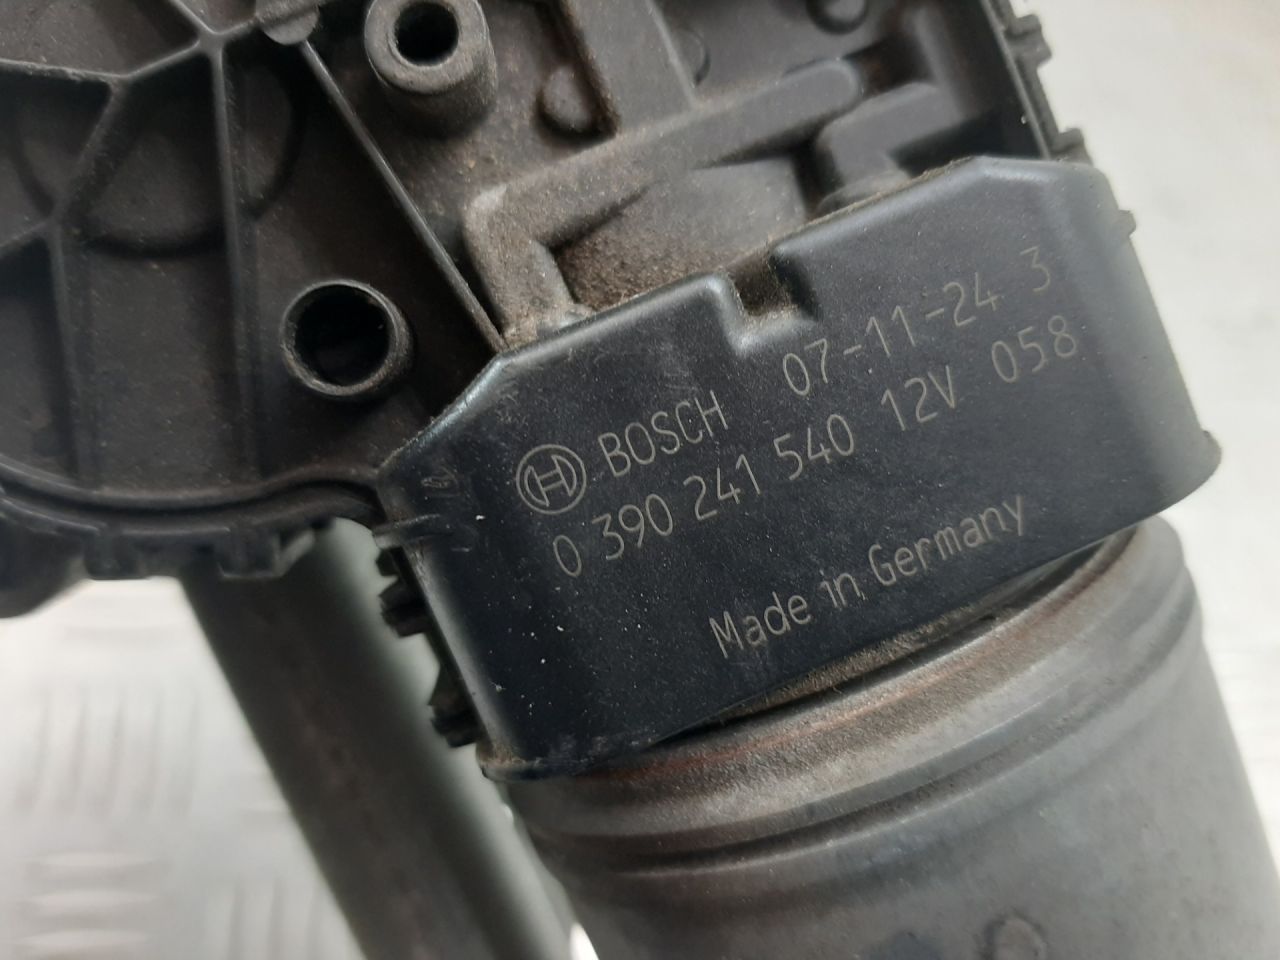 BOSCH 07-11-24 3
0 390 241 540 12V 058
Made in Germany